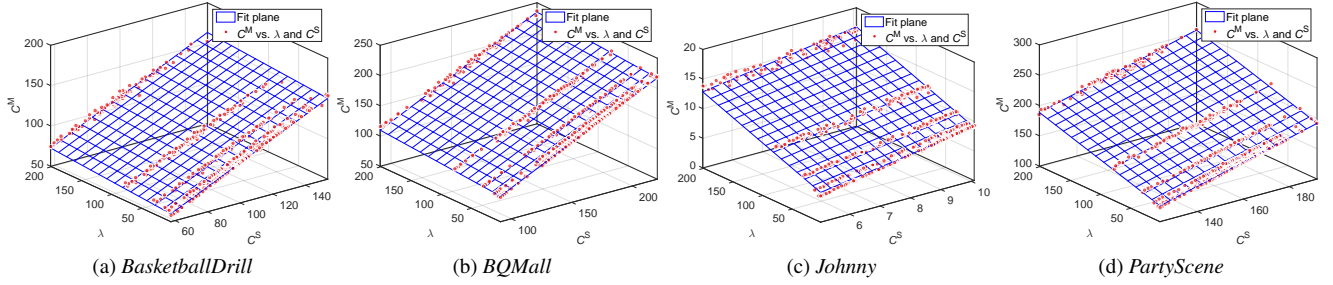 Fit plane
C^M vs. λ and C^S
200
150
100
50
C^M
200
150
100
50
λ
60
80
100
120
140
C^S
(a) BasketballDrill
Fit plane
C^M vs. λ and C^S
250
200
150
100
50
C^M
200
150
100
50
λ
100
150
200
C^S
(b) BQMall
Fit plane
C^M vs. λ and C^S
20
15
10
5
0
C^M
200
150
100
50
λ
6
7
8
9
10
C^S
(c) Johnny
Fit plane
C^M vs. λ and C^S
300
250
200
150
100
C^M
200
150
100
50
λ
140
160
180
C^S
(d) PartyScene